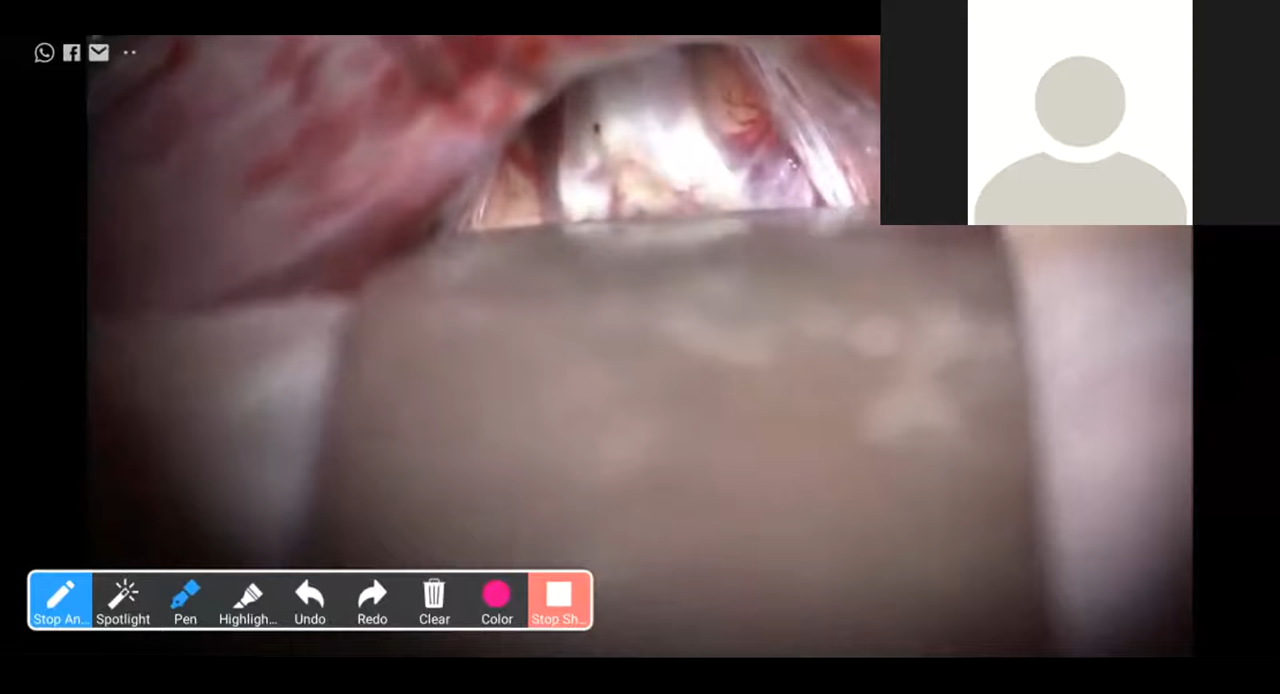 Stop An...
Spotlight
Pen
Highligh...
Undo
Redo
Clear
Color
Stop Sh...